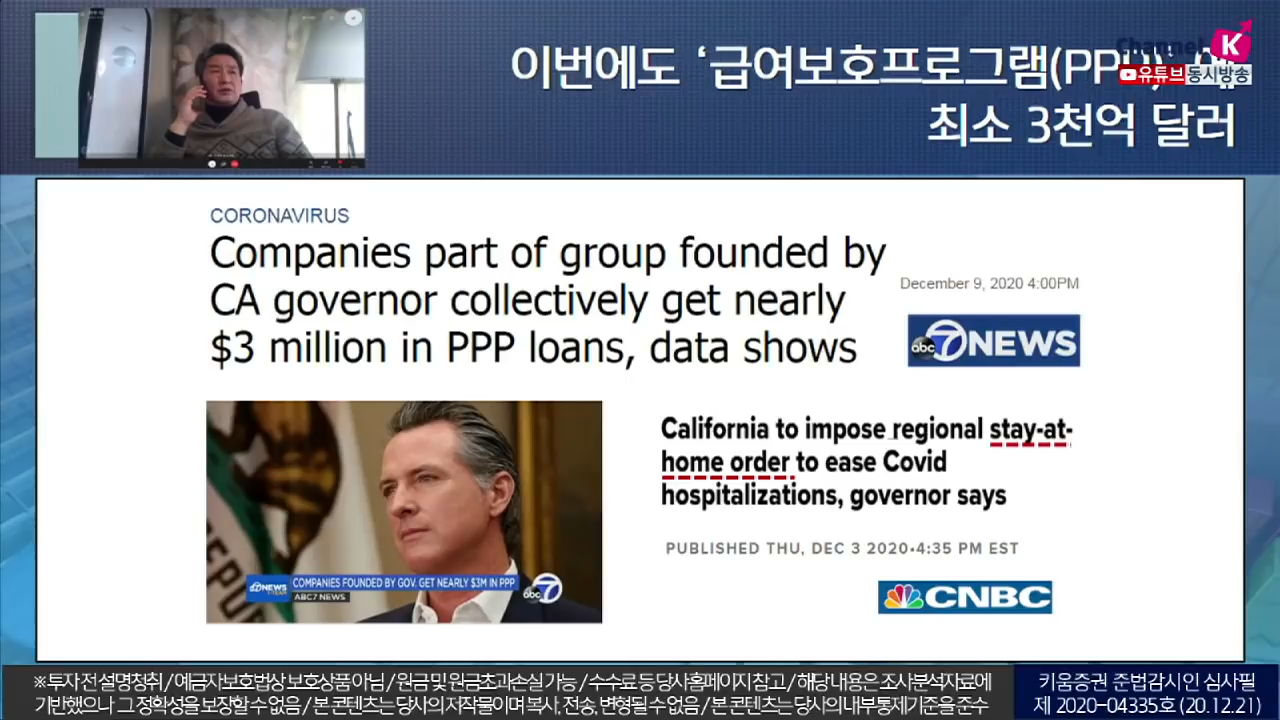 이번에도 '급여보호프로그램(PPP)'
최소 3천억 달러
Channel K
유튜브 동시방송
CORONAVIRUS
Companies part of group founded by
CA governor collectively get nearly
$3 million in PPP loans, data shows
December 9, 2020 4:00PM
abc 7 NEWS
COMPANIES FOUNDED BY GOV. GET NEARLY $3M IN PPP
ABC7 NEWS
abc 7
California to impose regional stay-at-
home order to ease Covid
hospitalizations, governor says
PUBLISHED THU, DEC 3 2020•4:35 PM EST
CNBC
※ 투자 전 설명청취 / 예금자보호법상 보호상품 아님 / 원금 및 원금초과손실 가능 / 수수료 등 당사홈페이지 참고 / 해당 내용은 조사분석자료에
기반했으나 그 정확성을 보장할 수 없음 / 본 콘텐츠는 당사의 저작물이며 복사, 전송, 변형될 수 없음 / 본 콘텐츠는 당사의 내부통제기준을 준수
키움증권 준법감시인 심사필
제 2020-04335호 (20.12.21)